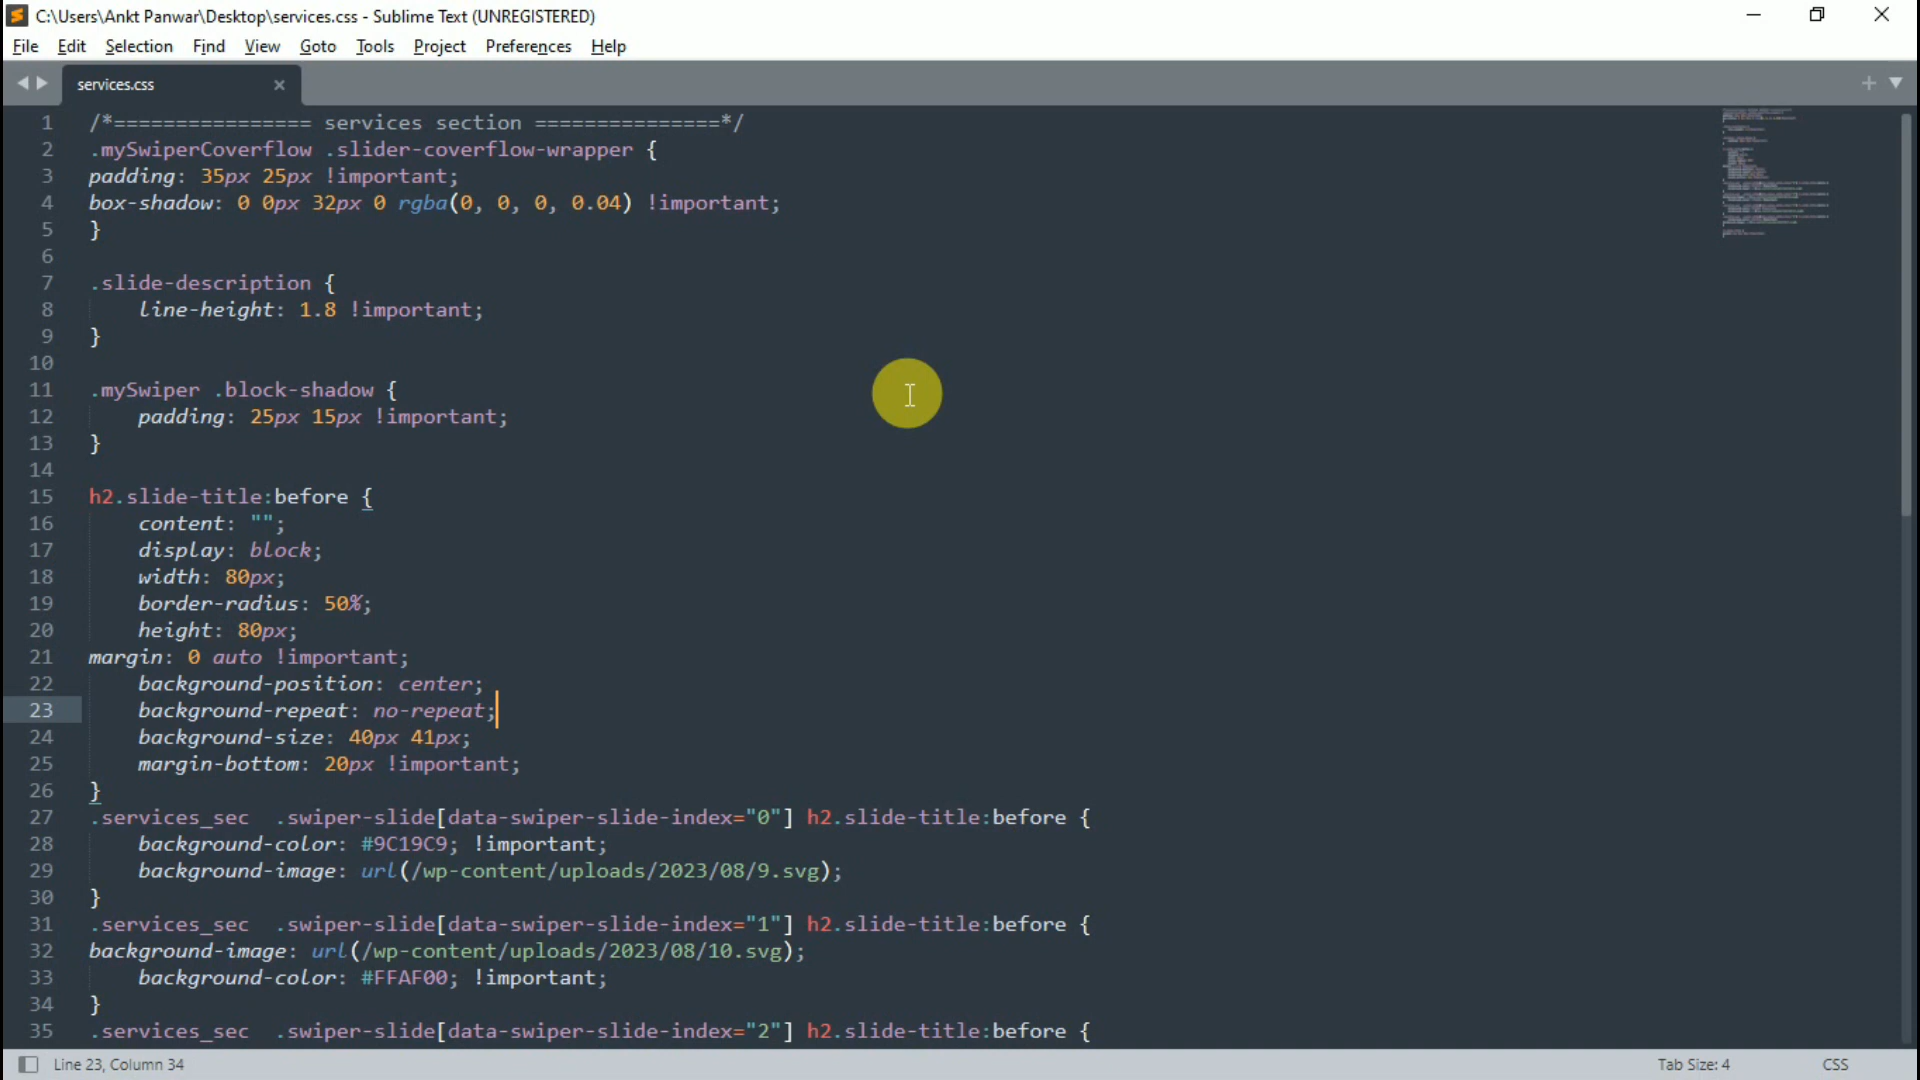 C:\Users\Ankt Panwar\Desktop\services.css - Sublime Text (UNREGISTERED)
File Edit Selection Find View Goto Tools Project Preferences Help
services.css
1 /*================ services section ===============*/
2 .mySwiperCoverflow .slider-coverflow-wrapper {
3 padding: 35px 25px !important;
4 box-shadow: 0 0px 32px 0 rgba(0, 0, 0, 0.04) !important;
5 }
6
7 .slide-description {
8     line-height: 1.8 !important;
9 }
10
11 .mySwiper .block-shadow {
12     padding: 25px 15px !important;
13 }
14
15 h2.slide-title:before {
16     content: "";
17     display: block;
18     width: 80px;
19     border-radius: 50%;
20     height: 80px;
21 margin: 0 auto !important;
22     background-position: center;
23     background-repeat: no-repeat;
24     background-size: 40px 41px;
25     margin-bottom: 20px !important;
26 }
27 .services_sec  .swiper-slide[data-swiper-slide-index="0"] h2.slide-title:before {
28     background-color: #9C19C9; !important;
29     background-image: url(/wp-content/uploads/2023/08/9.svg);
30 }
31 .services_sec  .swiper-slide[data-swiper-slide-index="1"] h2.slide-title:before {
32 background-image: url(/wp-content/uploads/2023/08/10.svg);
33     background-color: #FFAF00; !important;
34 }
35 .services_sec  .swiper-slide[data-swiper-slide-index="2"] h2.slide-title:before {
Line 23, Column 34 Tab Size: 4 CSS